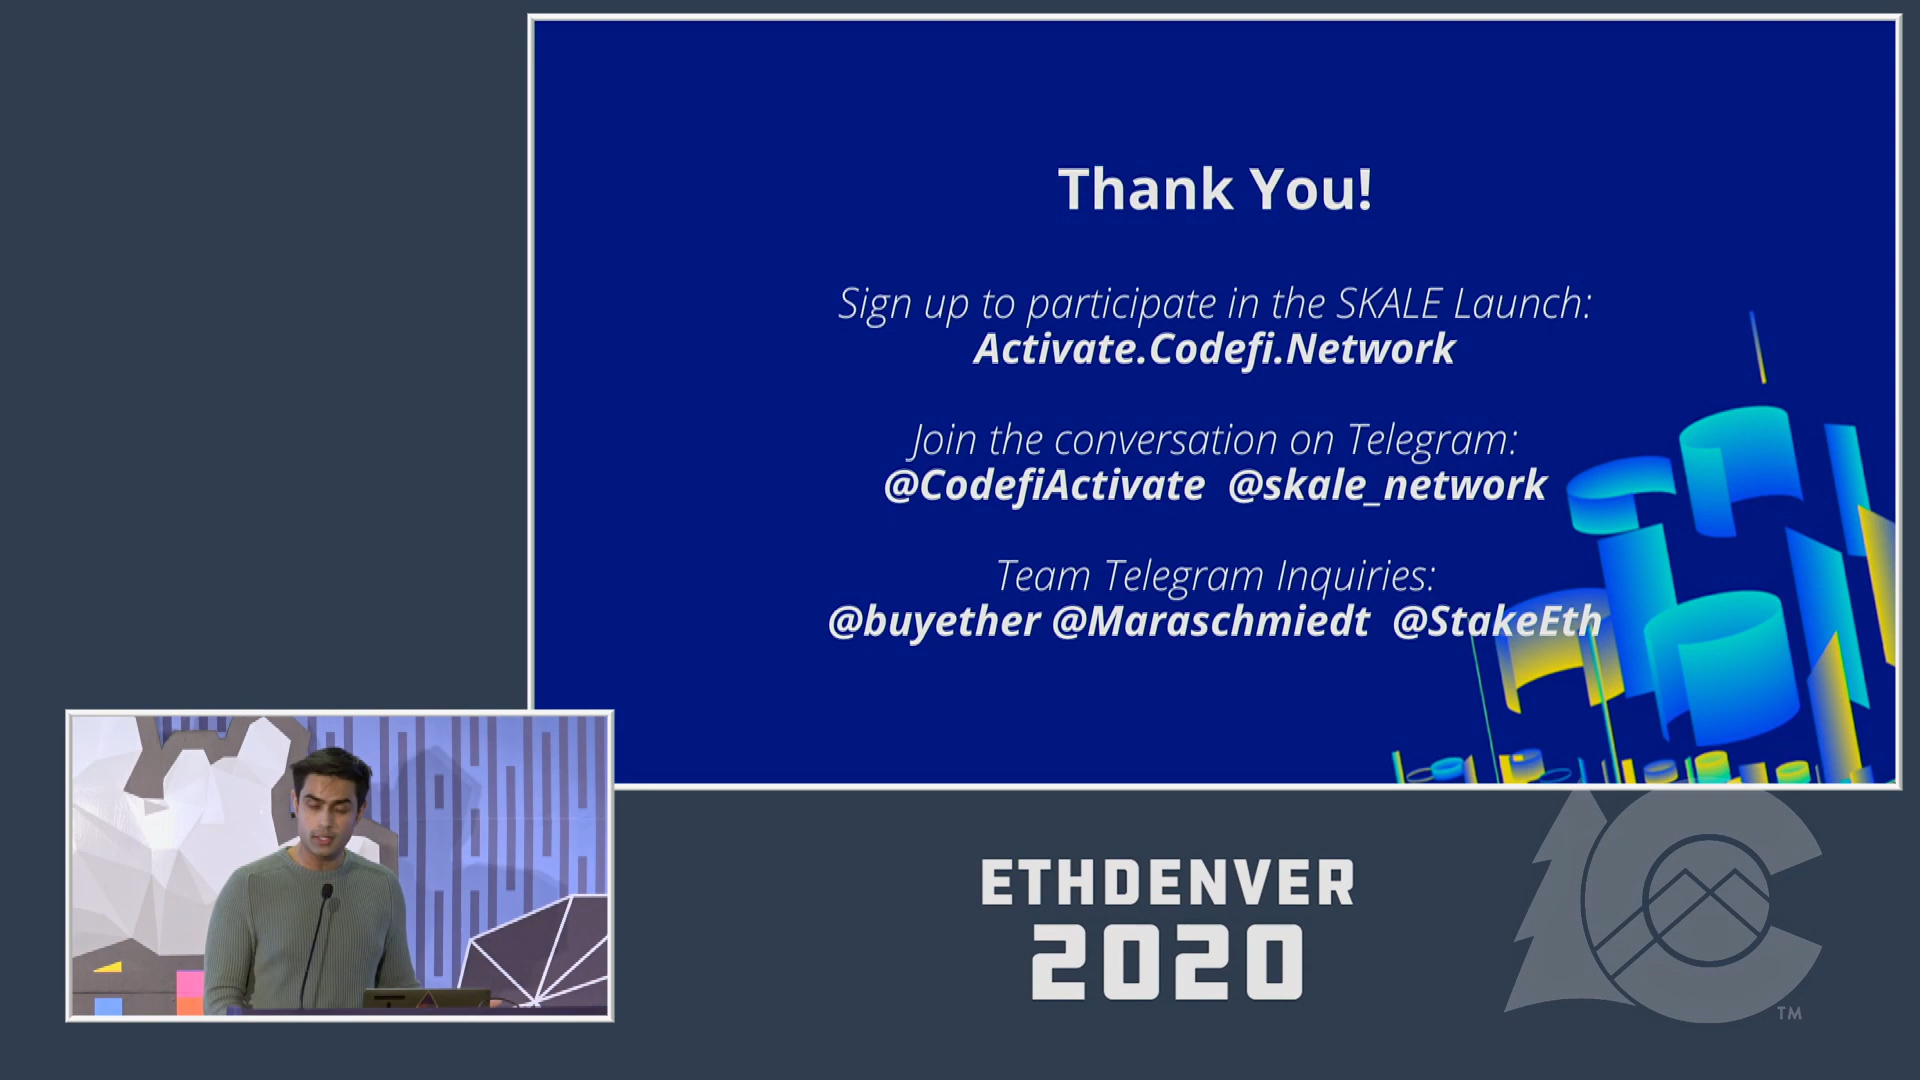 Thank You!
Sign up to participate in the SKALE Launch:
Activate.Codefi.Network
Join the conversation on Telegram:
@CodefiActivate @skale_network
Team Telegram Inquiries:
@buyether @Maraschmiedt @StakeEth
ETHDENVER
2020
TM